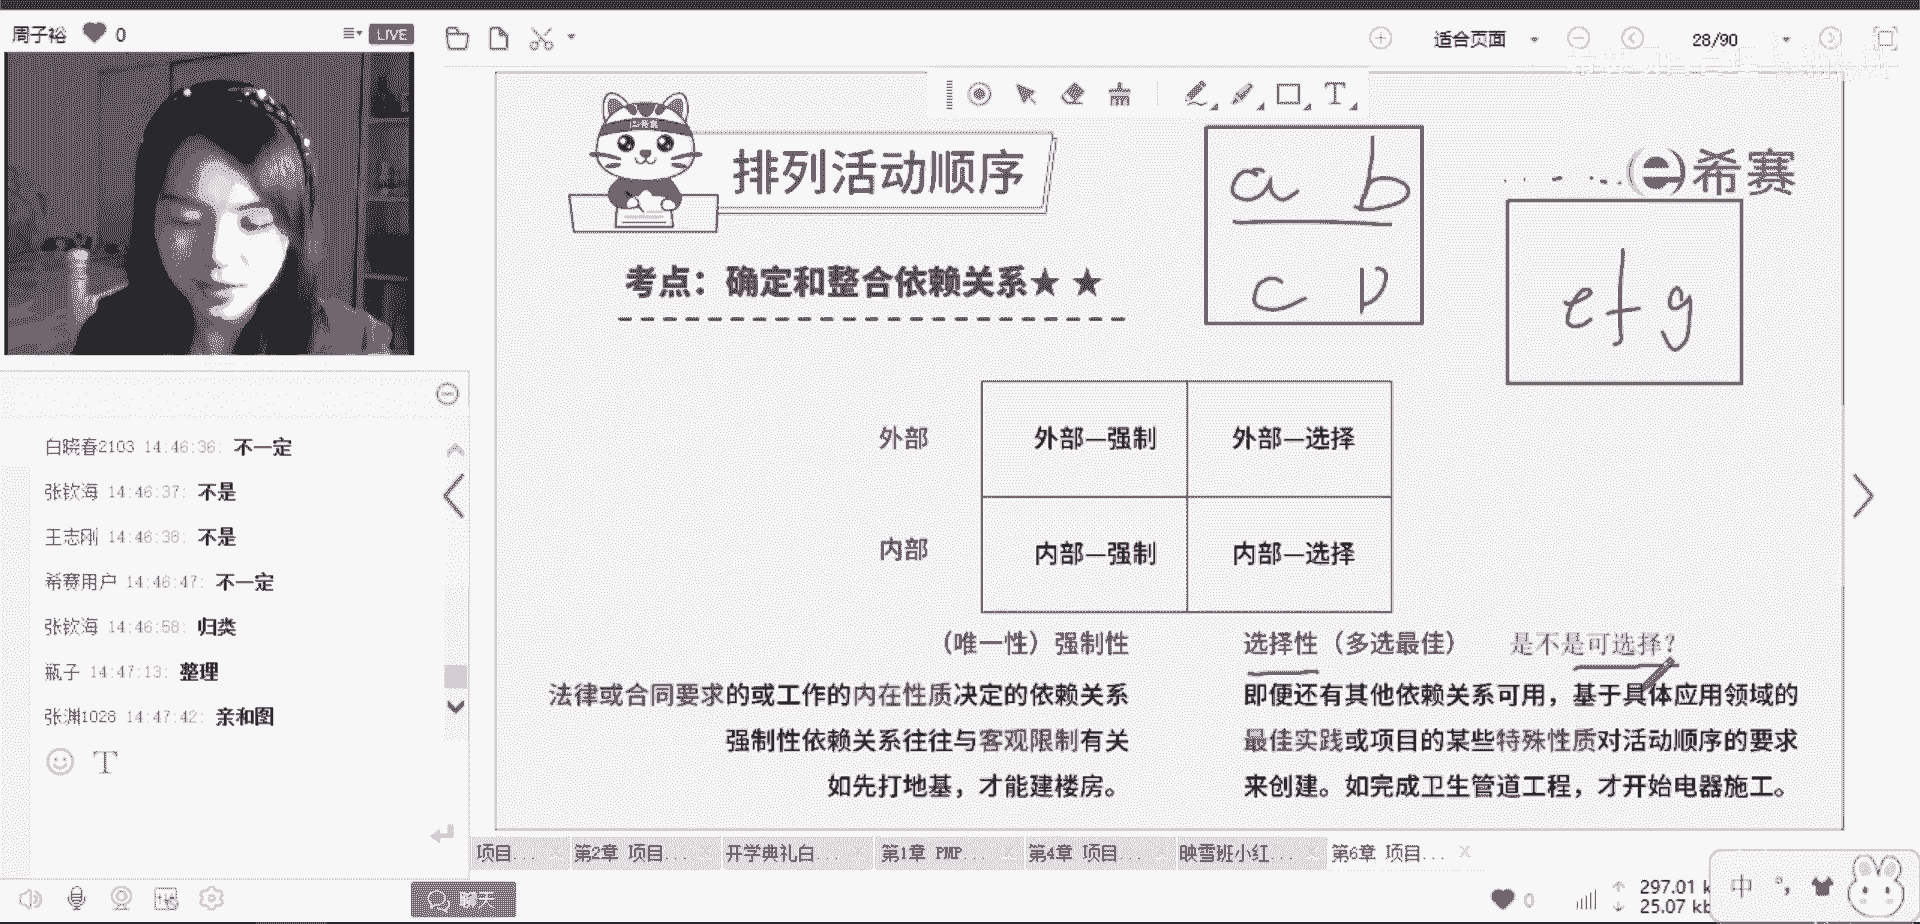 周子裕 0
LIVE
适合页面
28/90
排列活动顺序
希赛
a b
c D
e f g
考点：确定和整合依赖关系★ ★
外部
外部—强制
外部—选择
内部
内部—强制
内部—选择
（唯一性）强制性
选择性（多选最佳）
是不是可选择?
法律或合同要求的或工作的内在性质决定的依赖关系
强制性依赖关系往往与客观限制有关
如先打地基，才能建楼房。
即便还有其他依赖关系可用，基于具体应用领域的
最佳实践或项目的某些特殊性质对活动顺序的要求
来创建。如完成卫生管道工程，才开始电器施工。
白晓春2103 14:46:36: 不一定
张钦海 14:46:37: 不是
王志刚 14:46:38: 不是
希赛用户 14:46:47: 不一定
张钦海 14:46:58: 归类
瓶子 14:47:13: 整理
张渊1028 14:47:42: 亲和图
T
项目...
第2章 项目...
开学典礼白...
第1章 PMP...
第4章 项目...
映雪班小红...
第6章 项目...
聊天
0
297.01 k
25.07 kb
中